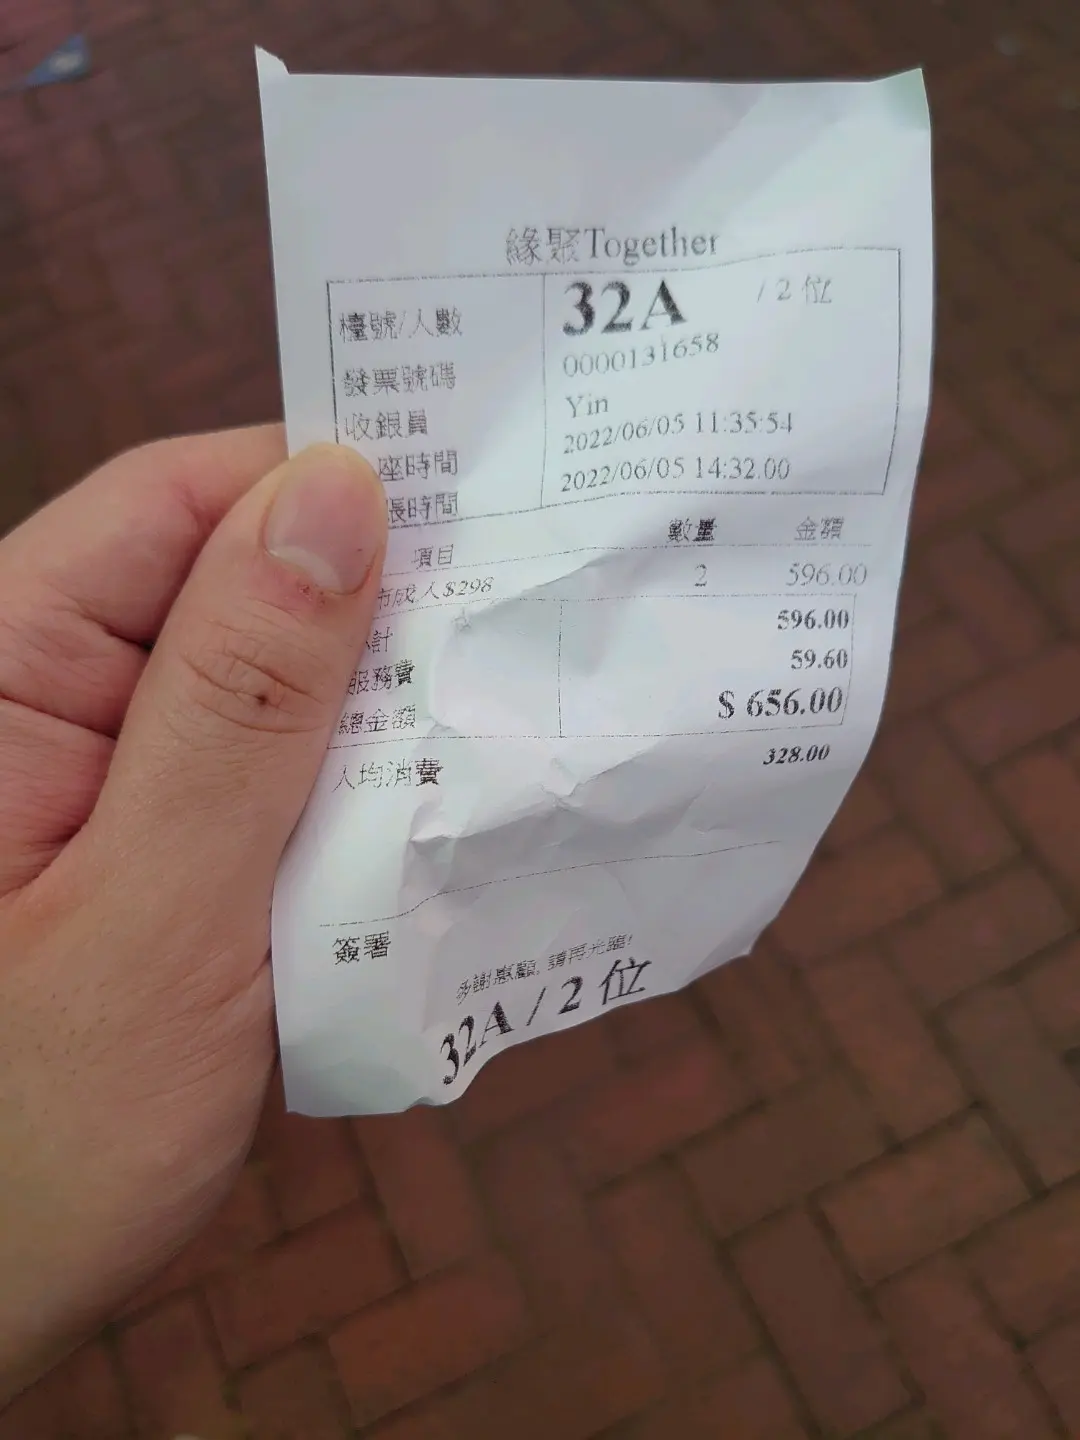 緣聚Together
檯號/人數 32A / 2 位
發票號碼 0000131658
收銀員 Yin
座時間 2022/06/05 11:35:54
張時間 2022/06/05 14:32:00
項目 數量 金額
市成人$298 2 596.00
計 596.00
服務費 59.60
總金額 $ 656.00
人均消費 328.00
簽署
多謝惠顧, 請再光臨!
32A / 2 位